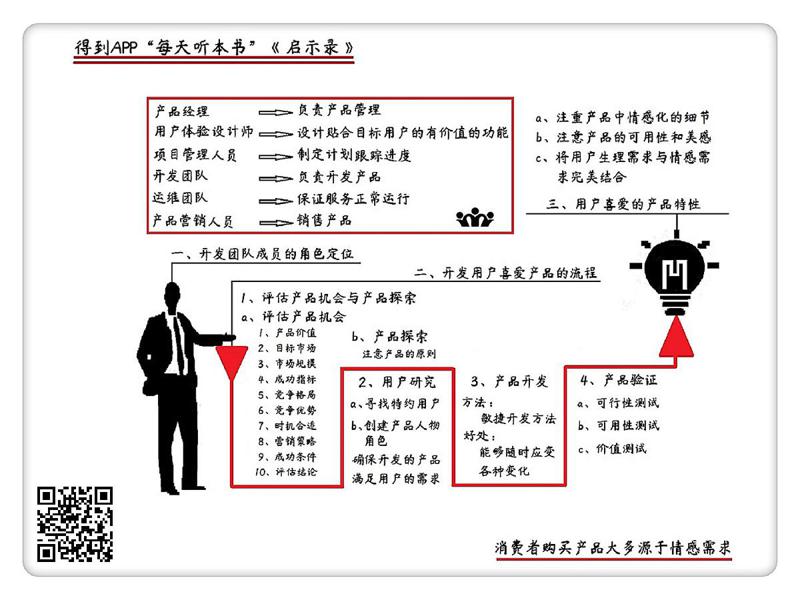 得到APP“每天听本书”《启示录》
产品经理 负责产品管理
用户体验设计师 设计贴合目标用户的有价值的功能
项目管理人员 制定计划跟踪进度
开发团队 负责开发产品
运维团队 保证服务正常运行
产品营销人员 销售产品
a、注重产品中情感化的细节
b、注意产品的可用性和美感
c、将用户生理需求与情感需
求完美结合
三、用户喜爱的产品特性
一、开发团队成员的角色定位
二、开发用户喜爱产品的流程
1、评估产品机会与产品探索
a、评估产品机会
1、产品价值
2、目标市场
3、市场规模
4、成功指标
5、竞争格局
6、竞争优势
7、时机合适
8、营销策略
9、成功条件
10、评估结论
b、产品探索
注意产品的原则
2、用户研究
a、寻找特约用户
b、创建产品人物
角色
确保开发的产品
满足用户的需求
3、产品开发
方法：
敏捷开发方法
好处：
能够随时应变
各种变化
4、产品验证
a、可行性测试
b、可用性测试
c、价值测试
消费者购买产品大多源于情感需求